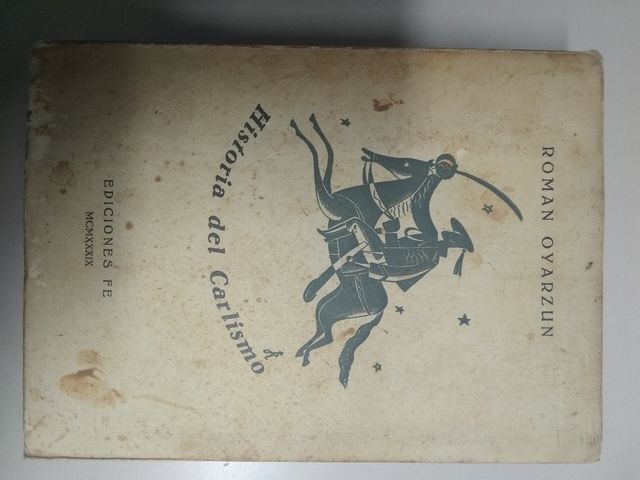 ROMAN OYARZUN
Historia del Carlismo
EDICIONES FE
MCMXXXIX